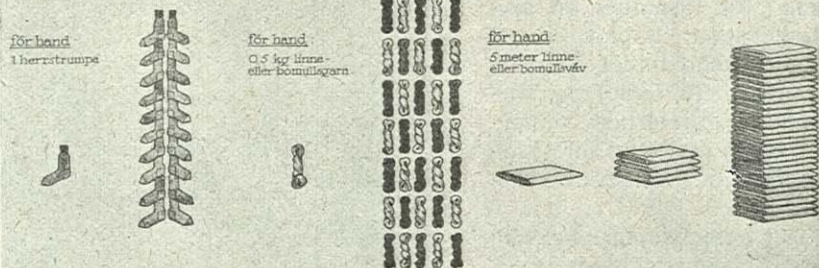 för hand
1 herrstrumpa
för hand
0,5 kg linne-
eller bomullsgarn
för hand
5 meter linne-
eller bomullsväv